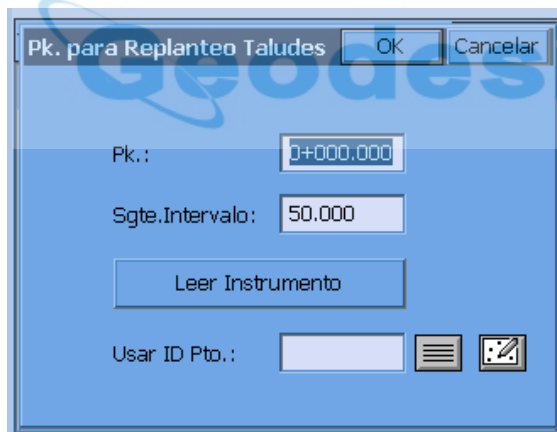 Pk. para Replanteo Taludes OK Cancelar
Geodes
Pk.: 0+000.000
Sgte.Intervalo: 50.000
Leer Instrumento
Usar ID Pto.: